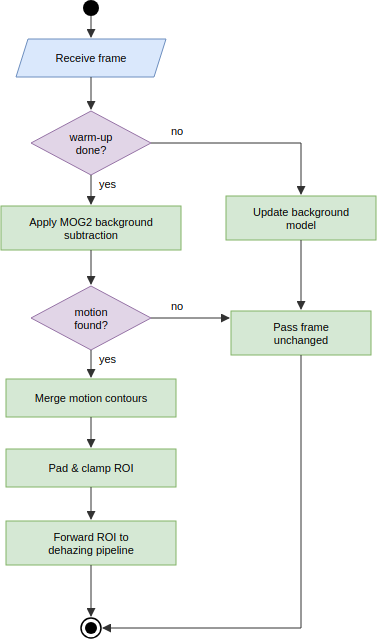 Receive frame
warm-up
done?
no
yes
Apply MOG2 background
subtraction
Update background
model
motion
found?
no
yes
Pass frame
unchanged
Merge motion contours
Pad & clamp ROI
Forward ROI to
dehazing pipeline